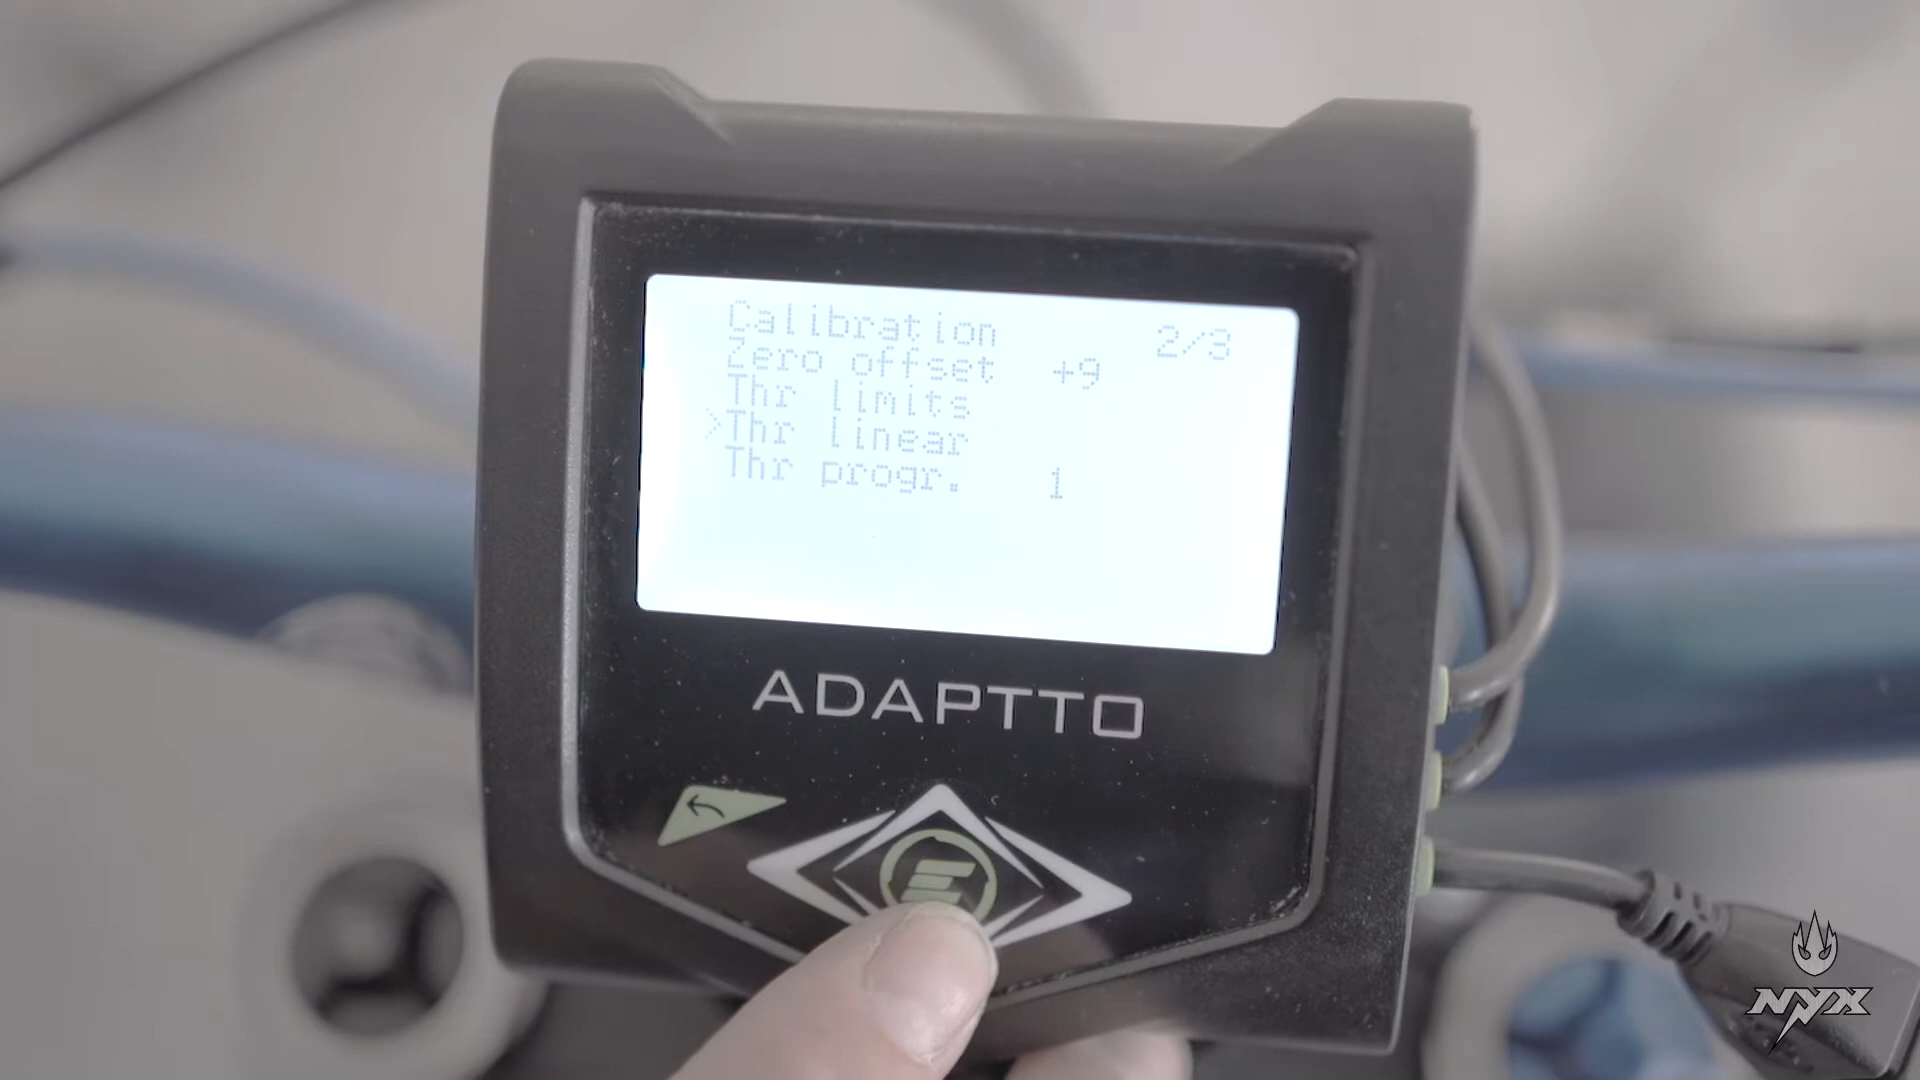 Calibration 2/3
Zero offset +9
Thr limits
>Thr linear
Thr progr. 1
ADAPTTO
NYX